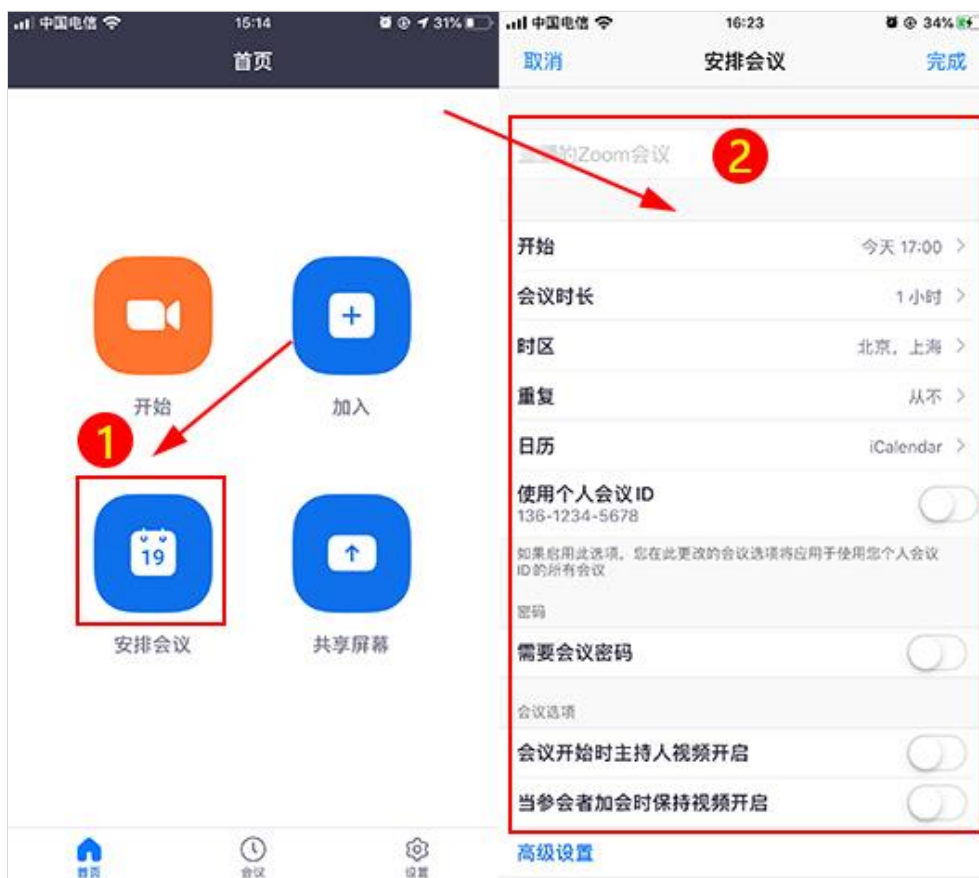 中国电信
15:14
31%
首页
开始
加入
1
19
安排会议
共享屏幕
首页
会议
设置
中国电信
16:23
34%
取消
安排会议
完成
的Zoom会议
2
开始
今天 17:00
会议时长
1 小时
时区
北京，上海
重复
从不
日历
iCalendar
使用个人会议 ID
136-1234-5678
如果启用此选项，您在此更改的会议选项将应用于使用您个人会议
ID 的所有会议
密码
需要会议密码
会议选项
会议开始时主持人视频开启
当参会者加会时保持视频开启
高级设置